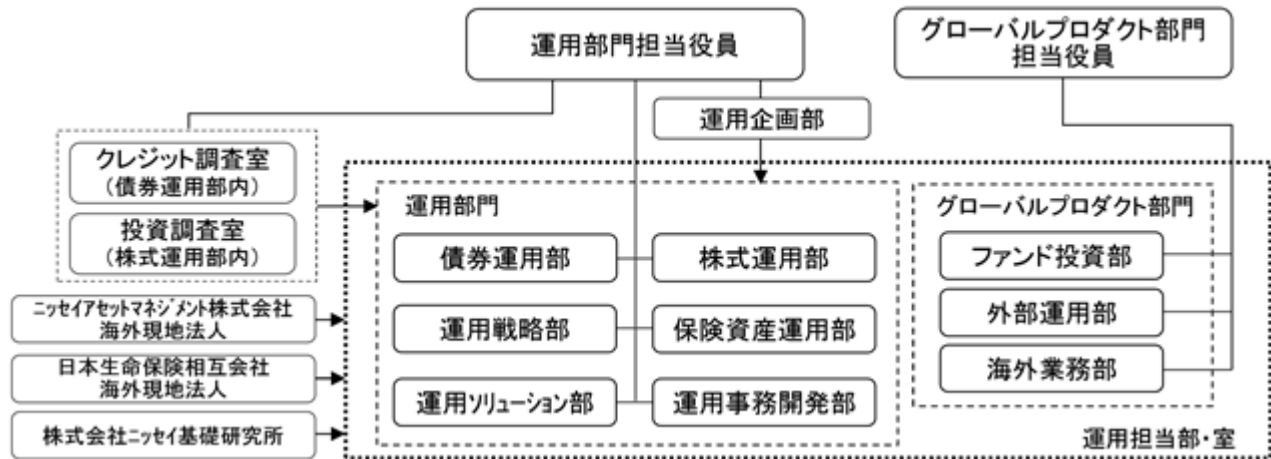 運用部門担当役員
グローバルプロダクト部門
担当役員
運用企画部
クレジット調査室
（債券運用部内）
投資調査室
（株式運用部内）
運用部門
債券運用部
株式運用部
運用戦略部
保険資産運用部
運用ソリューション部
運用事務開発部
グローバルプロダクト部門
ファンド投資部
外部運用部
海外業務部
ニッセイアセットマネジメント株式会社
海外現地法人
日本生命保険相互会社
海外現地法人
株式会社ニッセイ基礎研究所
運用担当部・室